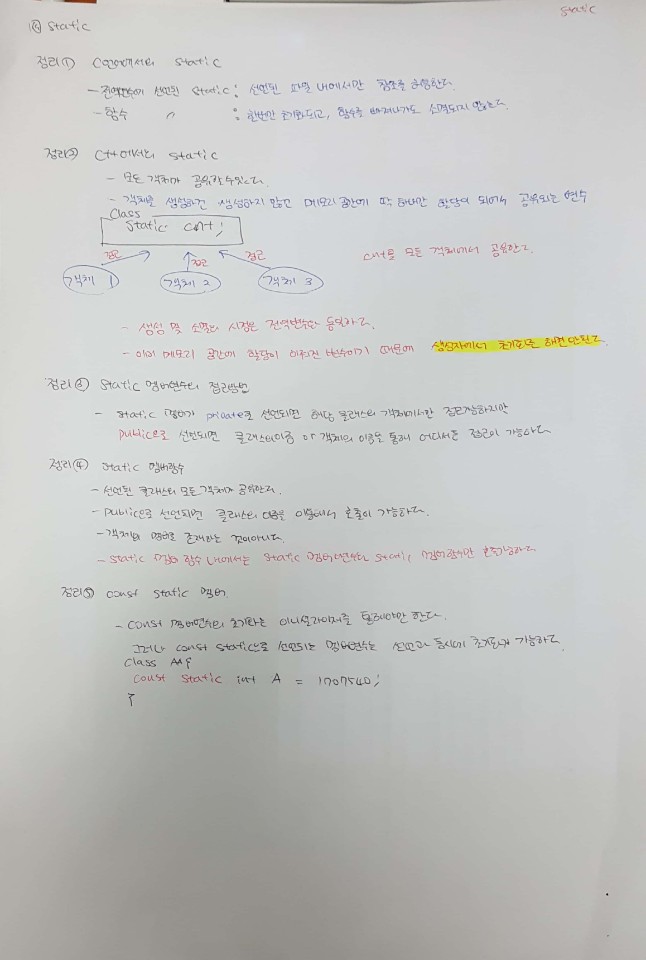 static
16) static
정리(1) C언어에서의 static
- 전역변수에 선언된 static : 선언된 파일 내에서만 참조를 허용한다.
- 함수 〃 : 한번만 초기화되고, 함수를 빠져나가도 소멸되지 않는다.
정리(2) C++에서의 static
- 모든 객체가 공유할 수 있다.
- 객체를 생성하건 생성하지 않건 메모리 공간에 딱 하나만 할당이 되어서 공유되는 변수
Class
static cnt;
접근 접근 접근
cnt를 모든 객체에서 공유한다.
객체 1 객체 2 객체 3
- 생성 및 소멸의 시점은 전역변수와 동일하다.
- 이미 메모리 공간에 할당이 이뤄진 변수이기 때문에 생성자에서 초기화를 하면 안된다
정리(3) static 멤버변수의 접근방법
- static 멤버가 private로 선언되면 해당 클래스의 객체에서만 접근가능하지만
public으로 선언되면 클래스의 이름 or 객체의 이름을 통해 어디서든 접근이 가능하다
정리(4) static 멤버함수
- 선언된 클래스의 모든 객체가 공유한다.
- public으로 선언되면 클래스의 이름을 이용해서 호출이 가능하다.
- 객체의 멤버로 존재하는 것이 아니다.
- static 멤버 함수 내에서는 static 멤버변수와 static 멤버함수만 호출가능하다
정리(5) const static 멤버
- const 멤버변수의 초기화는 이니셜라이저를 통해야만 한다.
그러나 const static으로 선언되는 멤버변수는 선언과 동시에 초기화가 가능하다.
class AA{
const static int A = 1707540;
}